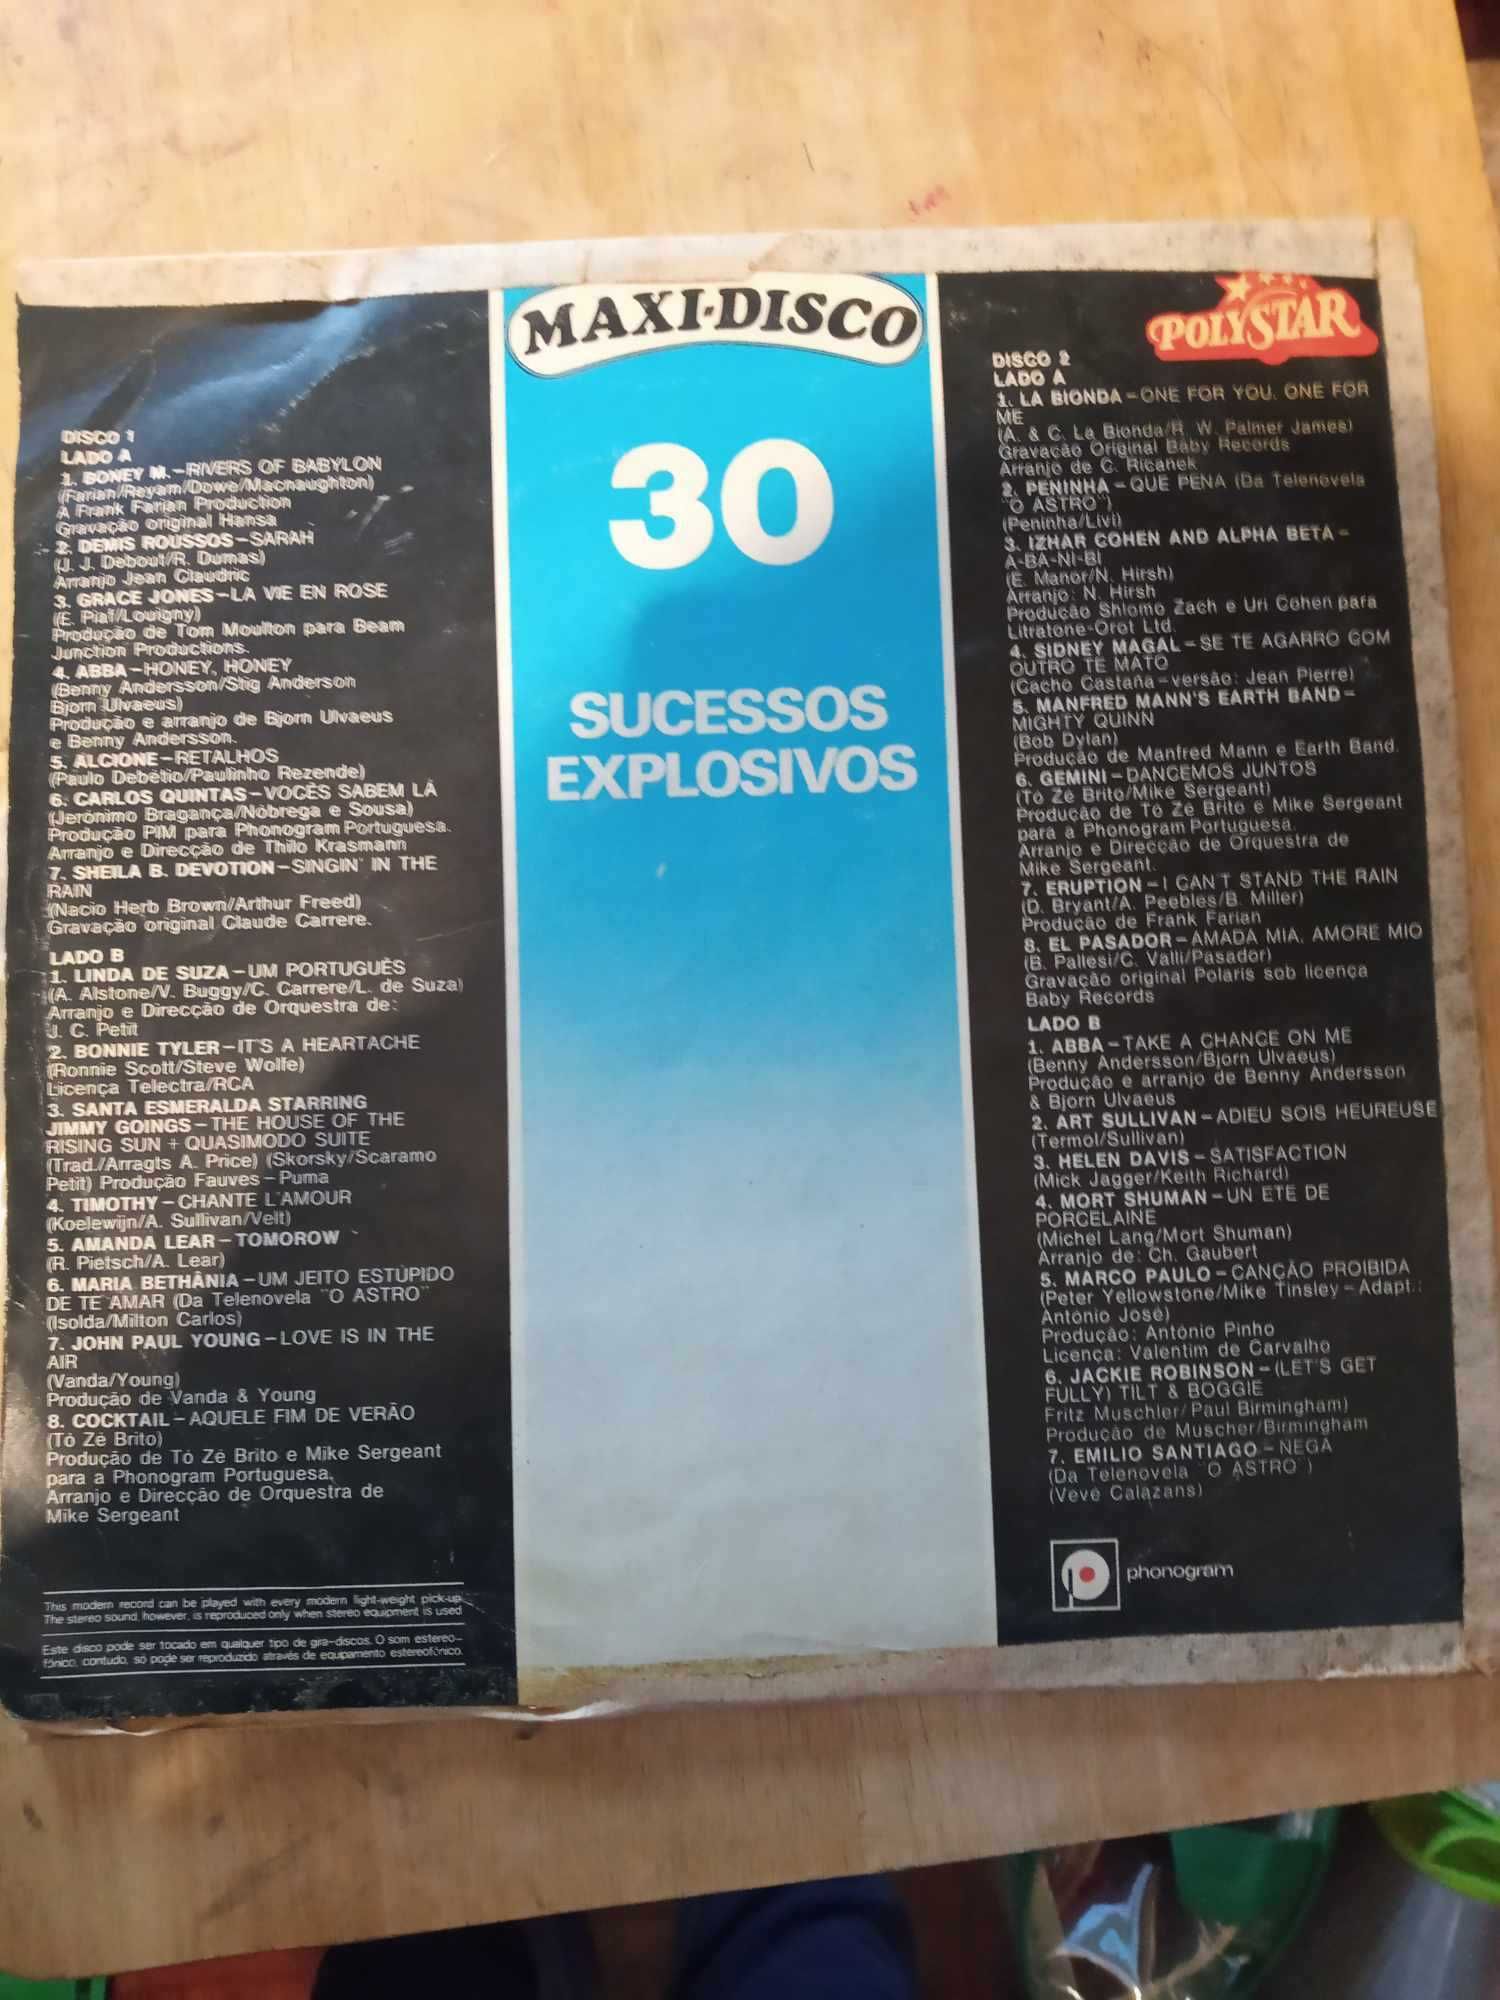 MAXI-DISCO
30
SUCESSOS
EXPLOSIVOS
DISCO 1
LADO A
1. BONEY M.-RIVERS OF BABYLON
(Farian/Reyam/Dowe/Macnaughton)
A Frank Farian Production
Gravação original Hansa
2. DEMIS ROUSSOS-SARAH
(J. J. Debout/R. Dumas)
Arranjo Jean Claudric
3. GRACE JONES-LA VIE EN ROSE
(E. Piaf/Louigny)
Produção de Tom Moulton para Beam
Junction Productions.
4. ABBA-HONEY, HONEY
(Benny Andersson/Stig Anderson
Bjorn Ulvaeus)
Produção e arranjo de Bjorn Ulvaeus
e Benny Andersson.
5. ALCIONE-RETALHOS
(Paulo Debétio/Paulinho Rezende)
6. CARLOS QUINTAS-VOCÊS SABEM LÁ
(Jerónimo Bragança/Nóbrega e Sousa)
Produção PIM para Phonogram Portuguesa.
Arranjo e Direcção de Thilo Krasmann
7. SHEILA B. DEVOTION-SINGIN' IN THE
RAIN
(Nacio Herb Brown/Arthur Freed)
Gravação original Claude Carrere.
LADO B
1. LINDA DE SUZA-UM PORTUGUÊS
(A. Alstone/V. Buggy/C. Carrere/L. de Suza)
Arranjo e Direcção de Orquestra de:
J. C. Petit
2. BONNIE TYLER-IT'S A HEARTACHE
(Ronnie Scott/Steve Wolfe)
Licença Telectra/RCA
3. SANTA ESMERALDA STARRING
JIMMY GOINGS-THE HOUSE OF THE
RISING SUN + QUASIMODO SUITE
(Trad./Arragts A. Price) (Skorsky/Scaramo
Petit) Produção Fauves-Puma
4. TIMOTHY-CHANTE L'AMOUR
(Koelewijn/A. Sullivan/Velt)
5. AMANDA LEAR-TOMOROW
(R. Pietsch/A. Lear)
6. MARIA BETHÂNIA-UM JEITO ESTÚPIDO
DE TE AMAR (Da Telenovela "O ASTRO"
(Isolda/Milton Carlos)
7. JOHN PAUL YOUNG-LOVE IS IN THE
AIR
(Vanda/Young)
Produção de Vanda & Young
8. COCKTAIL-AQUELE FIM DE VERÃO
(Tó Zé Brito)
Produção de Tó Zé Brito e Mike Sergeant
para a Phonogram Portuguesa.
Arranjo e Direcção de Orquestra de
Mike Sergeant
This modern record can be played with every modern light-weight pick-up.
The stereo sound, however, is reproduced only when stereo equipment is used
Este disco pode ser tocado em qualquer tipo de gira-discos. O som estereo-
fónico, contudo, só pode ser reproduzido através de equipamento estereofónico.
POLYSTAR
DISCO 2
LADO A
1. LA BIONDA-ONE FOR YOU, ONE FOR
ME
(A. & C. La Bionda/R. W. Palmer James)
Gravação Original Baby Records
Arranjo de C. Ricanek
2. PENINHA-QUE PENA (Da Telenovela
"O ASTRO")
(Peninha/Livi)
3. IZHAR COHEN AND ALPHA BETA-
A-BA-NI-BI
(E. Manor/N. Hirsh)
Arranjo: N. Hirsh
Produção Shlomo Zach e Uri Cohen para
Litratone-Orot Ltd.
4. SIDNEY MAGAL-SE TE AGARRO COM
OUTRO TE MATO
(Cacho Castaña-versão: Jean Pierre)
5. MANFRED MANN'S EARTH BAND-
MIGHTY QUINN
(Bob Dylan)
Produção de Manfred Mann e Earth Band.
6. GEMINI-DANCEMOS JUNTOS
(Tó Zé Brito/Mike Sergeant)
Produção de Tó Zé Brito e Mike Sergeant
para a Phonogram Portuguesa.
Arranjo e Direcção de Orquestra de
Mike Sergeant.
7. ERUPTION-I CAN'T STAND THE RAIN
(D. Bryant/A. Peebles/B. Miller)
Produção de Frank Farian
8. EL PASADOR-AMADA MIA, AMORE MIO
(B. Pallesi/C. Valli/Pasador)
Gravação original Polaris sob licença
Baby Records
LADO B
1. ABBA-TAKE A CHANCE ON ME
(Benny Andersson/Bjorn Ulvaeus)
Produção e arranjo de Benny Andersson
& Bjorn Ulvaeus
2. ART SULLIVAN-ADIEU SOIS HEUREUSE
(Termol/Sullivan)
3. HELEN DAVIS-SATISFACTION
(Mick Jagger/Keith Richard)
4. MORT SHUMAN-UN ETE DE
PORCELAINE
(Michel Lang/Mort Shuman)
Arranjo de: Ch. Gaubert
5. MARCO PAULO-CANÇÃO PROIBIDA
(Peter Yellowstone/Mike Tinsley-Adapt.:
António José)
Produção: António Pinho
Licença: Valentim de Carvalho
6. JACKIE ROBINSON-(LET'S GET
FULLY) TILT & BOGGIE
Fritz Muschler/Paul Birmingham)
Produção de Muscher/Birmingham
7. EMILIO SANTIAGO-NEGA
(Da Telenovela "O ASTRO")
(Vevé Calazans)
phonogram